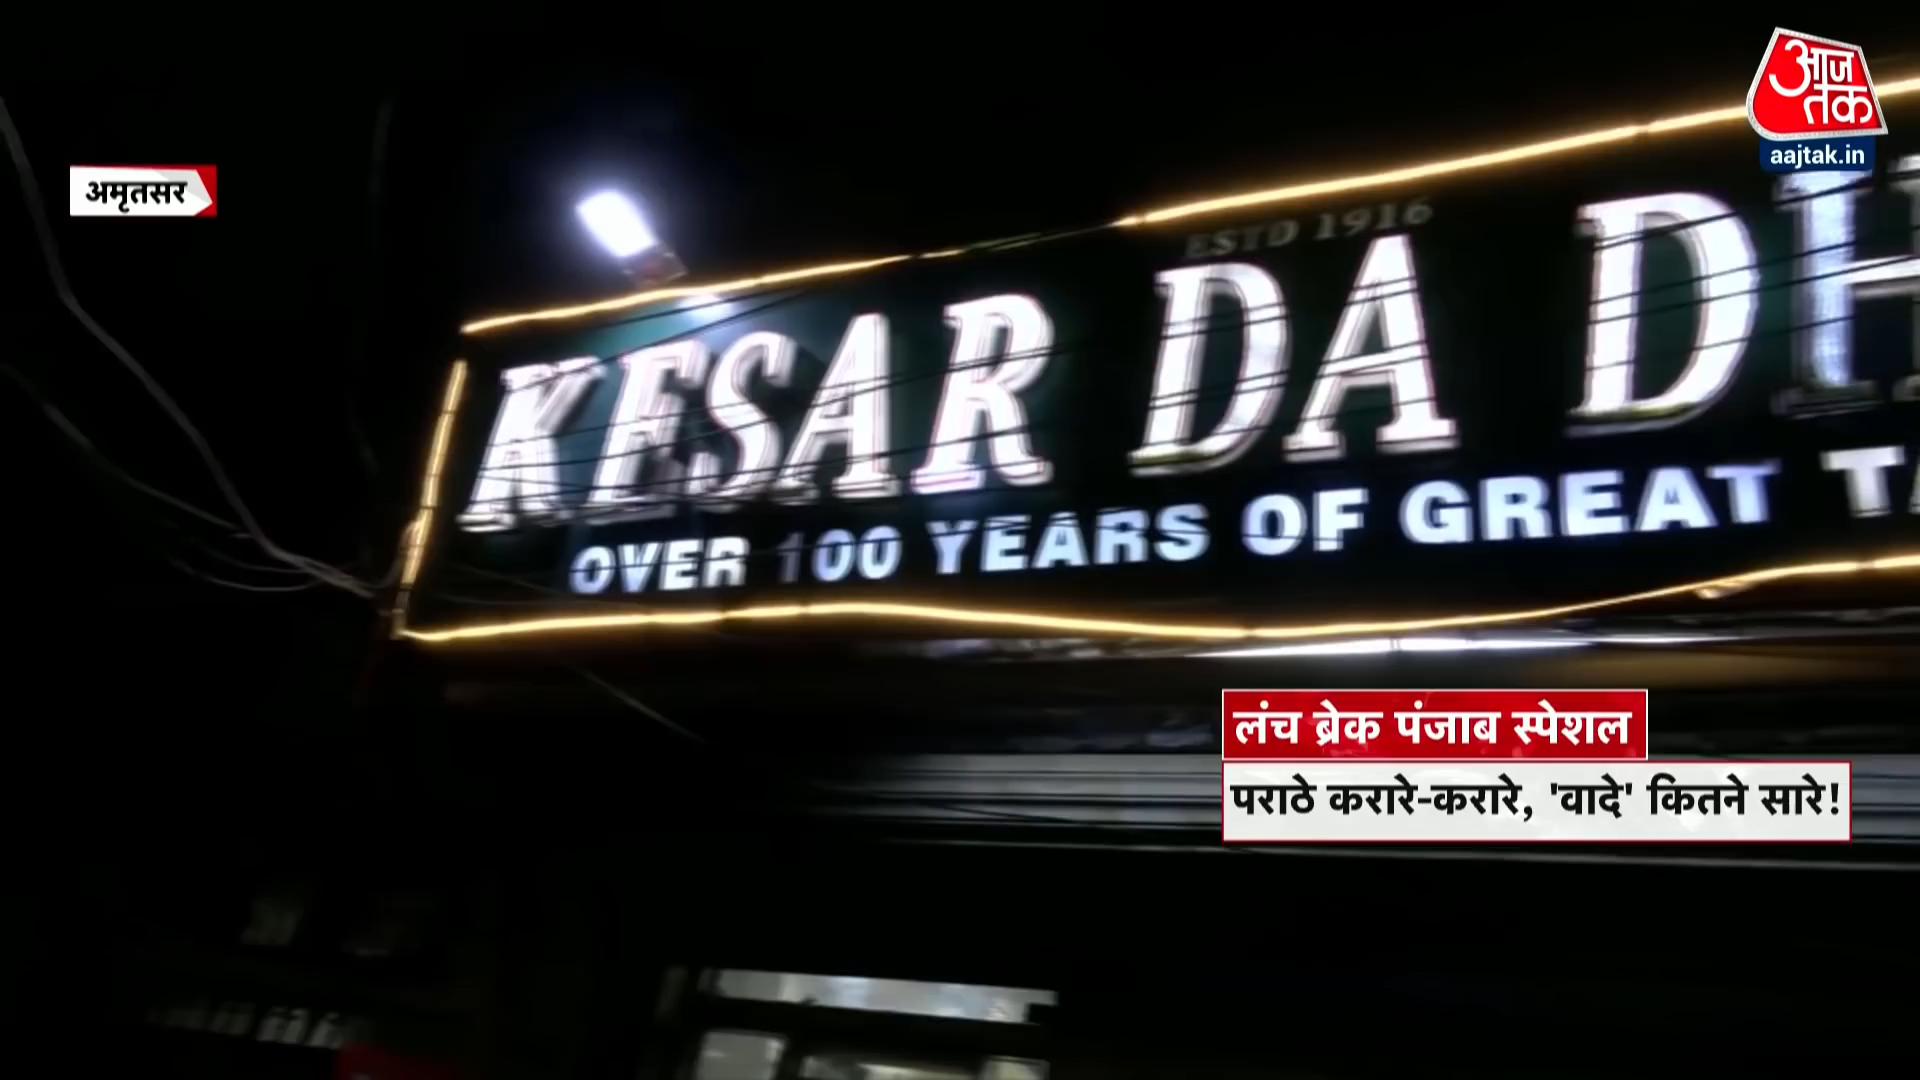 आज
तक
aajtak.in
अमृतसर
ESTD 1916
KESAR DA DH
OVER 100 YEARS OF GREAT TA
लंच ब्रेक पंजाब स्पेशल
पराठे करारे-करारे, 'वादे' कितने सारे!